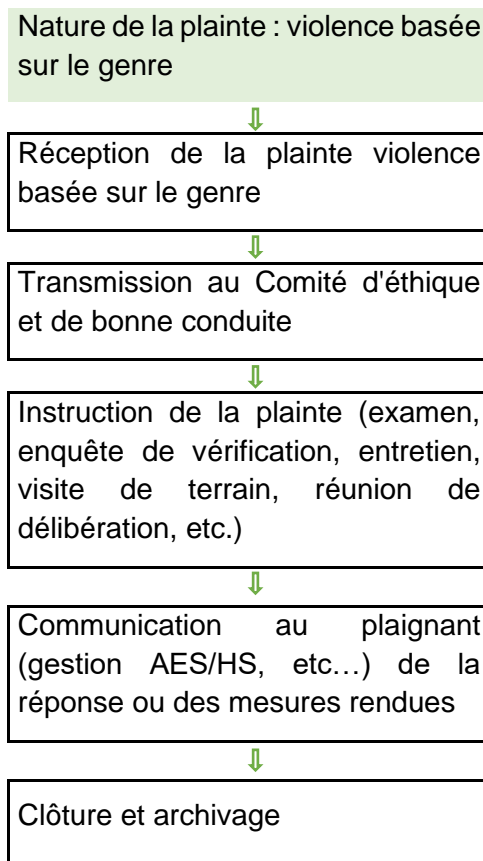 Nature de la plainte : violence basée
sur le genre
Réception de la plainte violence
basée sur le genre
Transmission au Comité d'éthique
et de bonne conduite
Instruction de la plainte (examen,
enquête de vérification, entretien,
visite de terrain, réunion de
délibération, etc.)
Communication au plaignant
(gestion AES/HS, etc…) de la
réponse ou des mesures rendues
Clôture et archivage